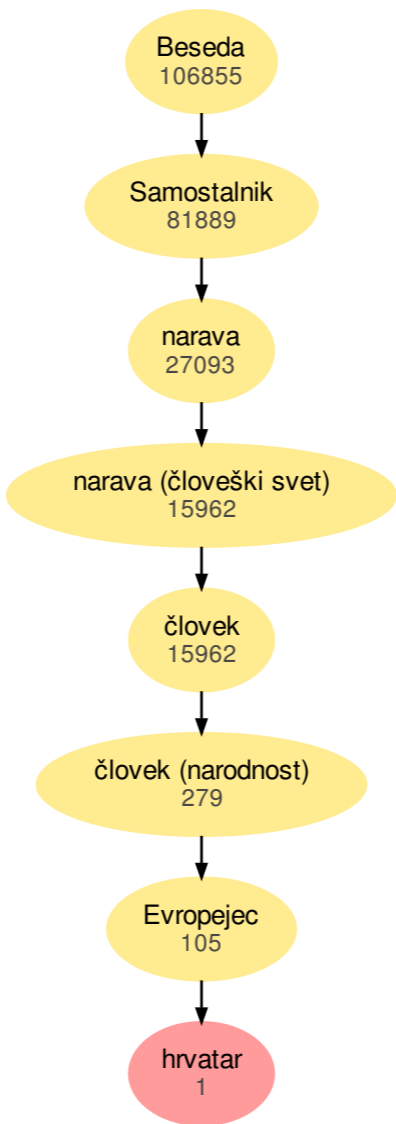 Beseda
106855
Samostalnik
81889
narava
27093
narava (človeški svet)
15962
človek
15962
človek (narodnost)
279
Evropejec
105
hrvatar
1